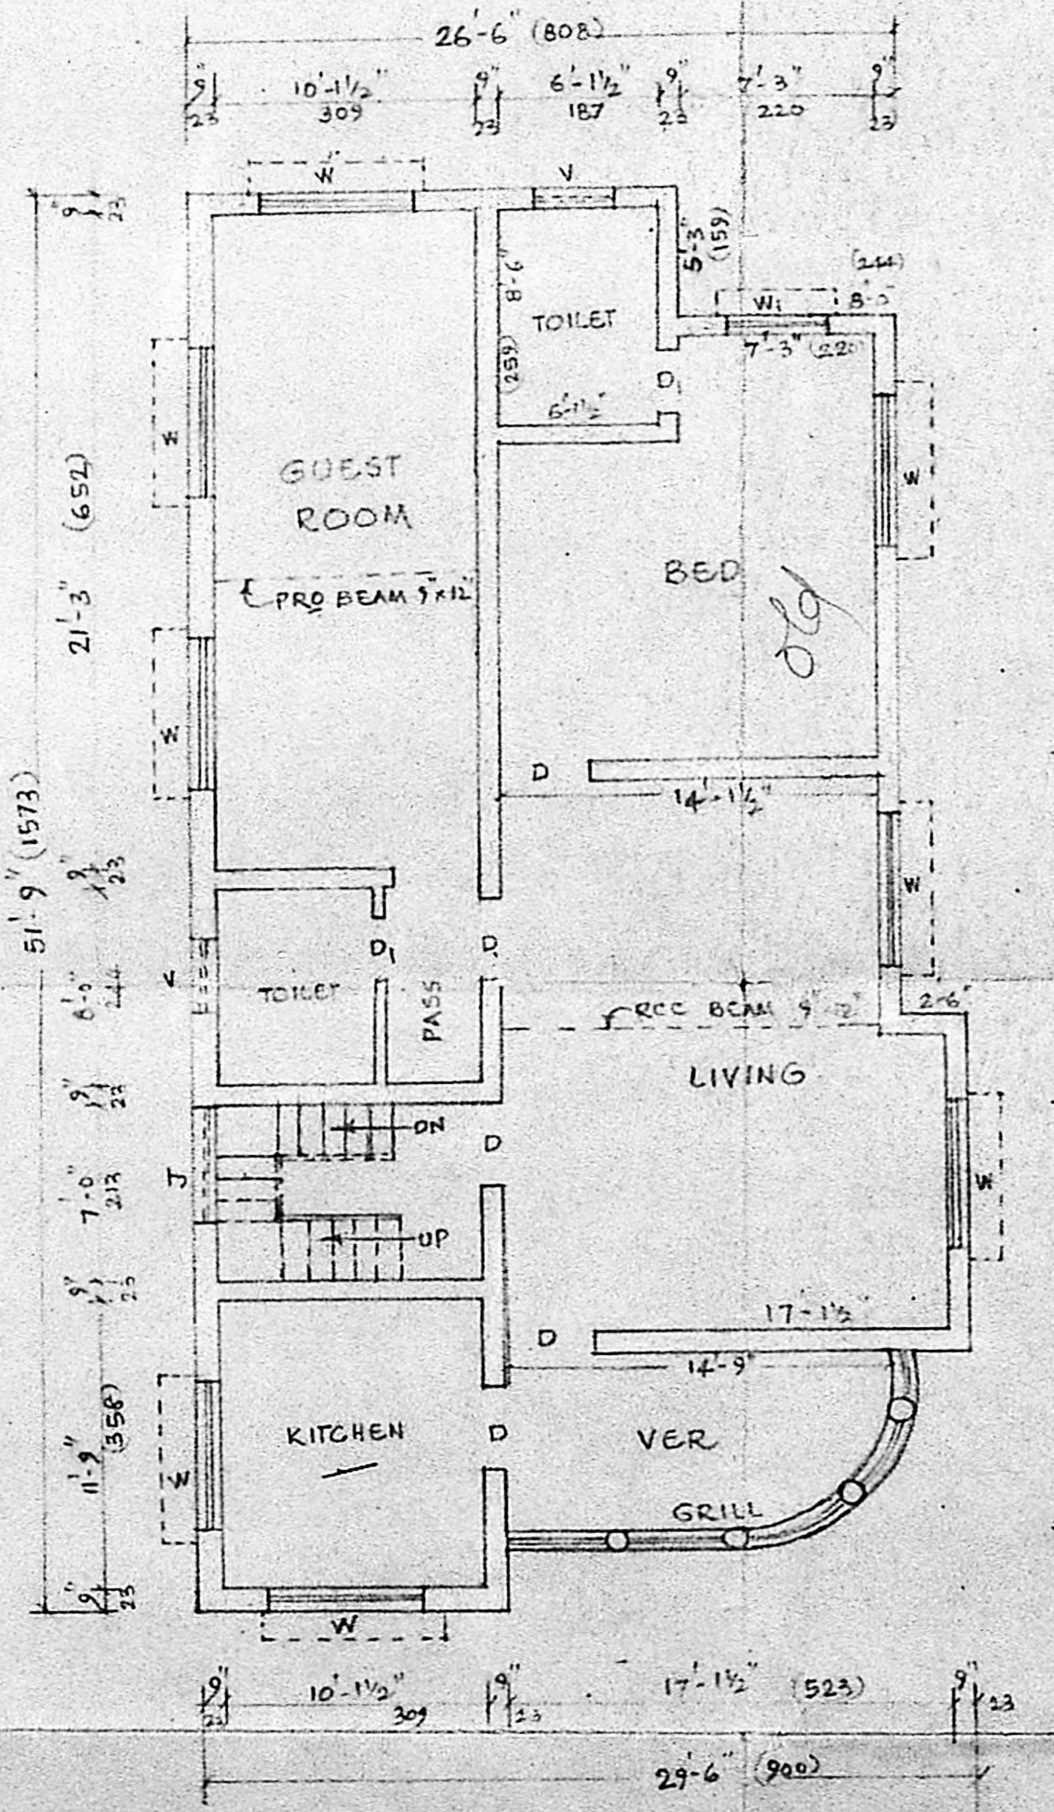 26'-6" (808)
9" 10'-1½" 9" 6'-1½" 9" 7'-3" 9"
23 309 23 187 23 220 23
W
V
9"
23
5'-3"
(159)
(244)
W1
7'-3" (220)
8'-6"
(259)
TOILET
D1
6'-1½"
W
W
GUEST
ROOM
21'-3" (652)
BED
old
PRO BEAM 9"x12"
W
D
14'-1½"
51'-9" (1573)
9"
23
W
V
8'-0"
244
TOILET
D1
PASS
D
2'-6"
RCC BEAM
LIVING
9"
DN
D
J
7'-0"
213
W
UP
9"
23
17'-1½"
D
14'-9"
11'-9"
(358)
KITCHEN
D
VER
W
GRILL
9"
23
W
9" 10'-1½" 9" 17'-1½" (523) 9"
23 309 23 23
29'-6" (900)